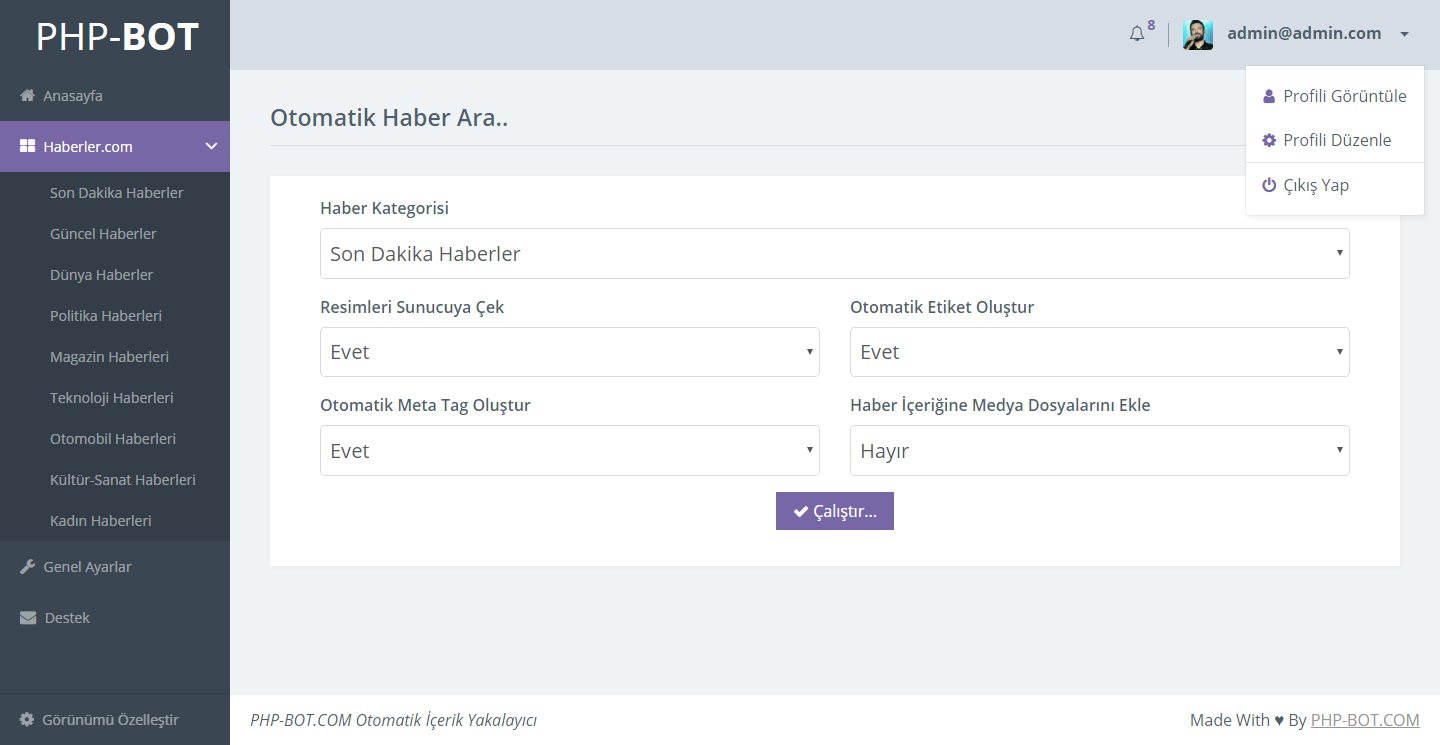 PHP-BOT
Anasayfa
Haberler.com
Son Dakika Haberler
Güncel Haberler
Dünya Haberler
Politika Haberleri
Magazin Haberleri
Teknoloji Haberleri
Otomobil Haberleri
Kültür-Sanat Haberleri
Kadın Haberleri
Genel Ayarlar
Destek
Görünümü Özelleştir
8
admin@admin.com
Profili Görüntüle
Profili Düzenle
Çıkış Yap
Otomatik Haber Ara..
Haber Kategorisi
Son Dakika Haberler
Resimleri Sunucuya Çek
Evet
Otomatik Etiket Oluştur
Evet
Otomatik Meta Tag Oluştur
Evet
Haber İçeriğine Medya Dosyalarını Ekle
Hayır
Çalıştır...
PHP-BOT.COM Otomatik İçerik Yakalayıcı
Made With ♥ By PHP-BOT.COM